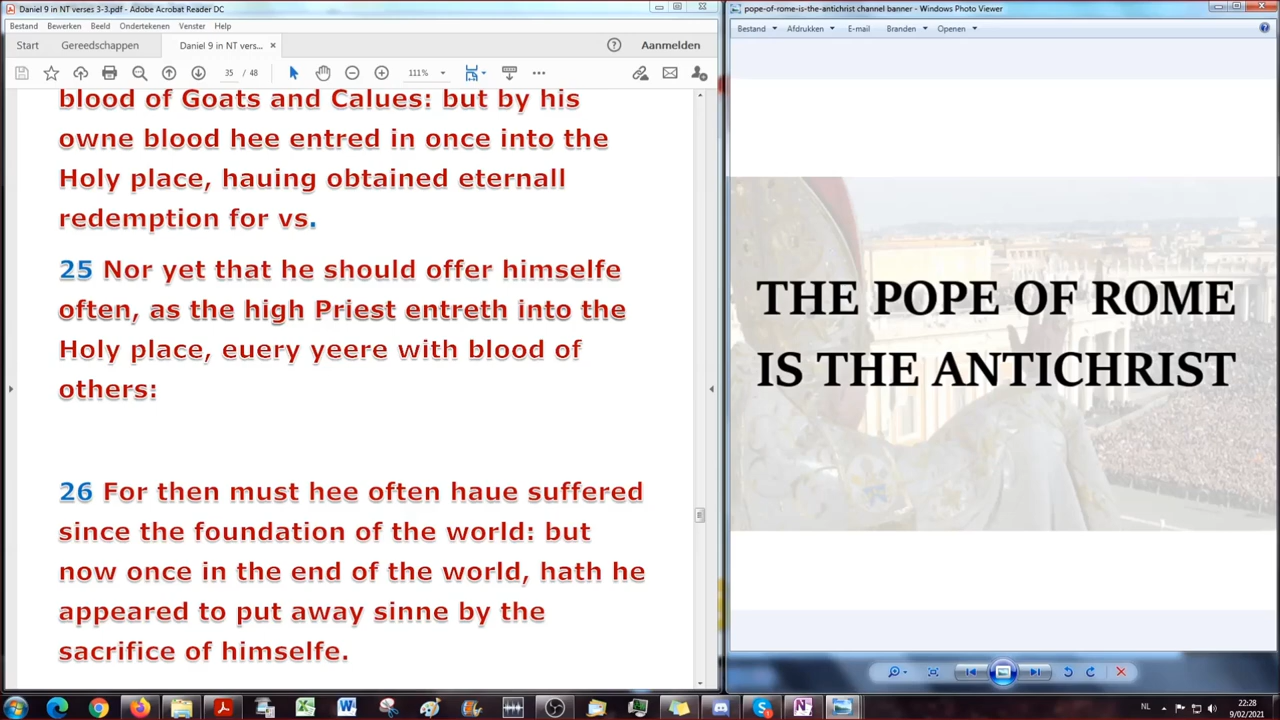 Daniel 9 in NT verses 3-3.pdf - Adobe Acrobat Reader DC
Bestand Bewerken Beeld Ondertekenen Venster Help
Start Gereedschappen Daniel 9 in NT vers... × Aanmelden
35 / 48 111%
blood of Goats and Calues: but by his
owne blood hee entred in once into the
Holy place, hauing obtained eternall
redemption for vs.
25 Nor yet that he should offer himselfe
often, as the high Priest entreth into the
Holy place, euery yeere with blood of
others:
26 For then must hee often haue suffered
since the foundation of the world: but
now once in the end of the world, hath he
appeared to put away sinne by the
sacrifice of himselfe.
pope-of-rome-is-the-antichrist channel banner - Windows Photo Viewer
Bestand Afdrukken E-mail Branden Openen
THE POPE OF ROME
IS THE ANTICHRIST
NL 22:28
9/02/2021